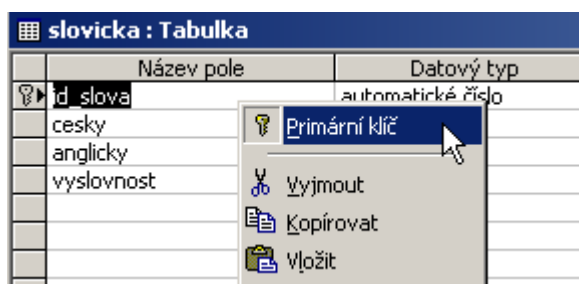 slovicka : Tabulka
Název pole Datový typ
id_slova automatické číslo
cesky
anglicky
vyslovnost
Primární klíč
Vyjmout
Kopírovat
Vložit